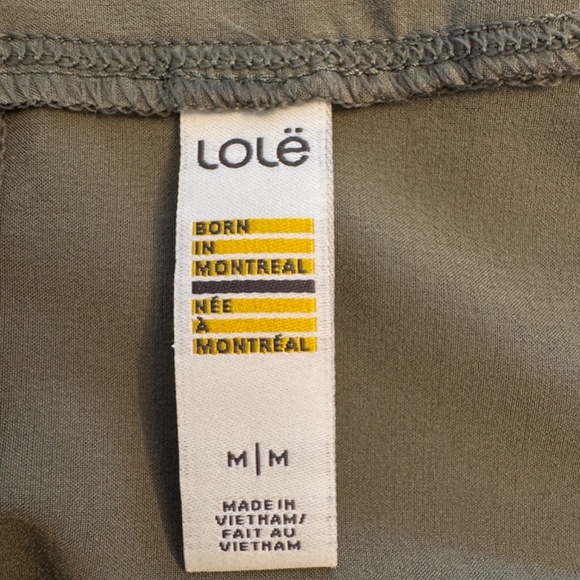 LOLË
BORN
IN
MONTREAL
NÉE
À
MONTRÉAL
M|M
MADE IN
VIETNAM/
FAIT AU
VIETNAM